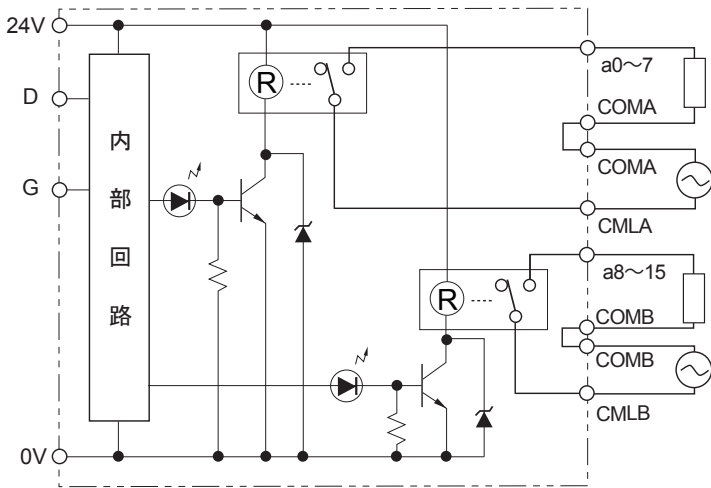 24V
D
G
0V
内部回路
R
R
a0～7
COMA
COMA
CMLA
a8～15
COMB
COMB
CMLB